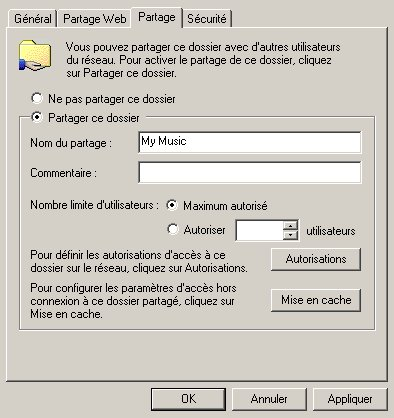 Général Partage Web Partage Sécurité
Vous pouvez partager ce dossier avec d'autres utilisateurs
du réseau. Pour activer le partage de ce dossier, cliquez
sur Partager ce dossier.
Ne pas partager ce dossier
Partager ce dossier
Nom du partage : My Music
Commentaire :
Nombre limite d'utilisateurs : Maximum autorisé
Autoriser utilisateurs
Pour définir les autorisations d'accès à ce
dossier sur le réseau, cliquez sur Autorisations.
Autorisations
Pour configurer les paramètres d'accès hors
connexion à ce dossier partagé, cliquez sur
Mise en cache.
Mise en cache
OK Annuler Appliquer